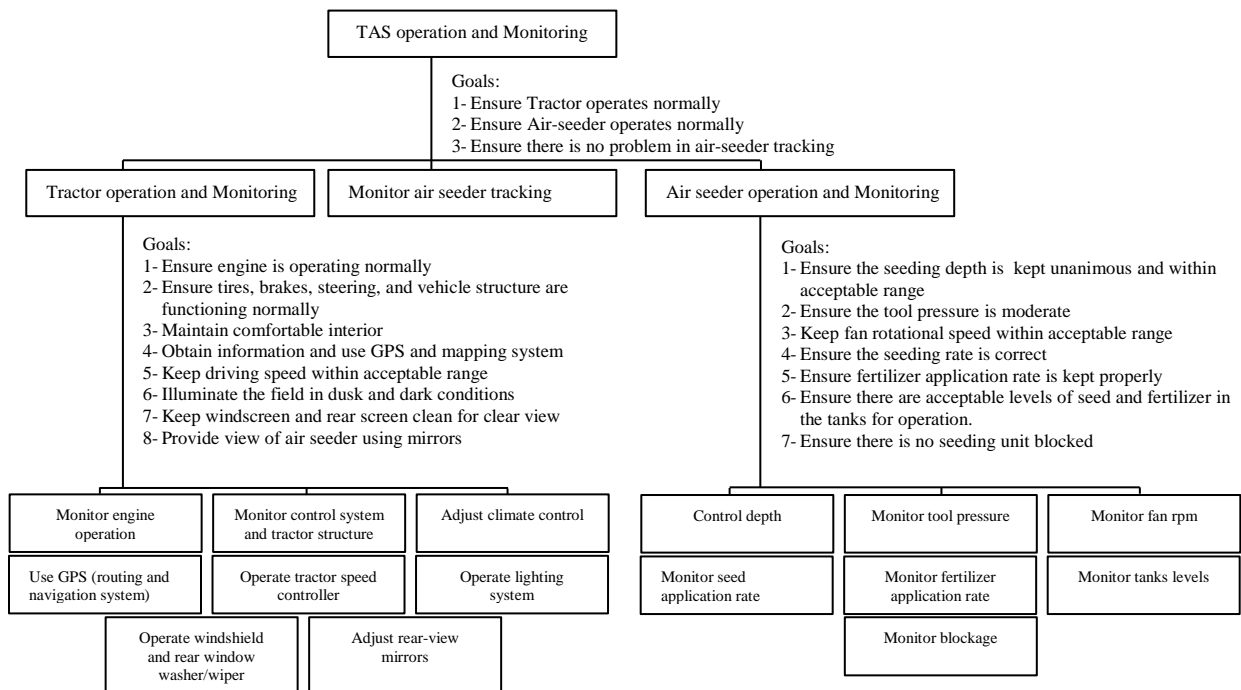 TAS operation and Monitoring
Goals:
1- Ensure Tractor operates normally
2- Ensure Air-seeder operates normally
3- Ensure there is no problem in air-seeder tracking
Tractor operation and Monitoring
Monitor air seeder tracking
Air seeder operation and Monitoring
Goals:
1- Ensure engine is operating normally
2- Ensure tires, brakes, steering, and vehicle structure are
functioning normally
3- Maintain comfortable interior
4- Obtain information and use GPS and mapping system
5- Keep driving speed within acceptable range
6- Illuminate the field in dusk and dark conditions
7- Keep windscreen and rear screen clean for clear view
8- Provide view of air seeder using mirrors
Goals:
1- Ensure the seeding depth is kept unanimous and within
acceptable range
2- Ensure the tool pressure is moderate
3- Keep fan rotational speed within acceptable range
4- Ensure the seeding rate is correct
5- Ensure fertilizer application rate is kept properly
6- Ensure there are acceptable levels of seed and fertilizer in
the tanks for operation.
7- Ensure there is no seeding unit blocked
Monitor engine
operation
Monitor control system
and tractor structure
Adjust climate control
Use GPS (routing and
navigation system)
Operate tractor speed
controller
Operate lighting
system
Operate windshield
and rear window
washer/wiper
Adjust rear-view
mirrors
Control depth
Monitor tool pressure
Monitor fan rpm
Monitor seed
application rate
Monitor fertilizer
application rate
Monitor tanks levels
Monitor blockage